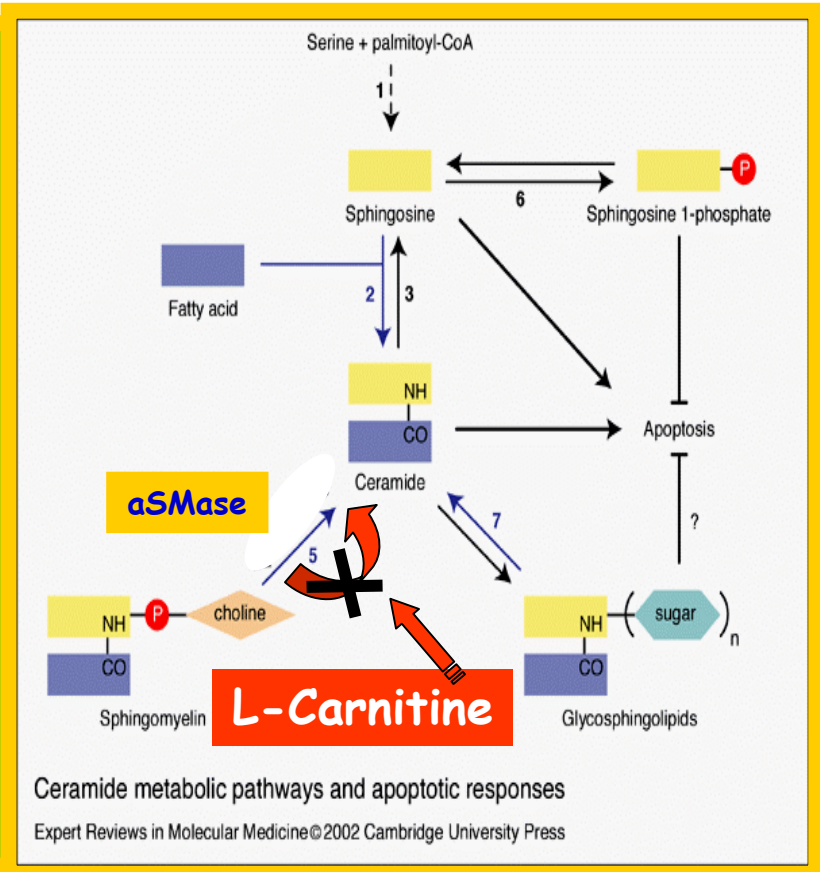 Serine + palmitoyl-CoA
1
P
6
Sphingosine
Sphingosine 1-phosphate
2
3
Fatty acid
NH
CO
Apoptosis
Ceramide
aSMase
5
7
?
NH
P
choline
NH
sugar
n
CO
CO
Sphingomyelin
L-Carnitine
Glycosphingolipids
Ceramide metabolic pathways and apoptotic responses
Expert Reviews in Molecular Medicine©2002 Cambridge University Press